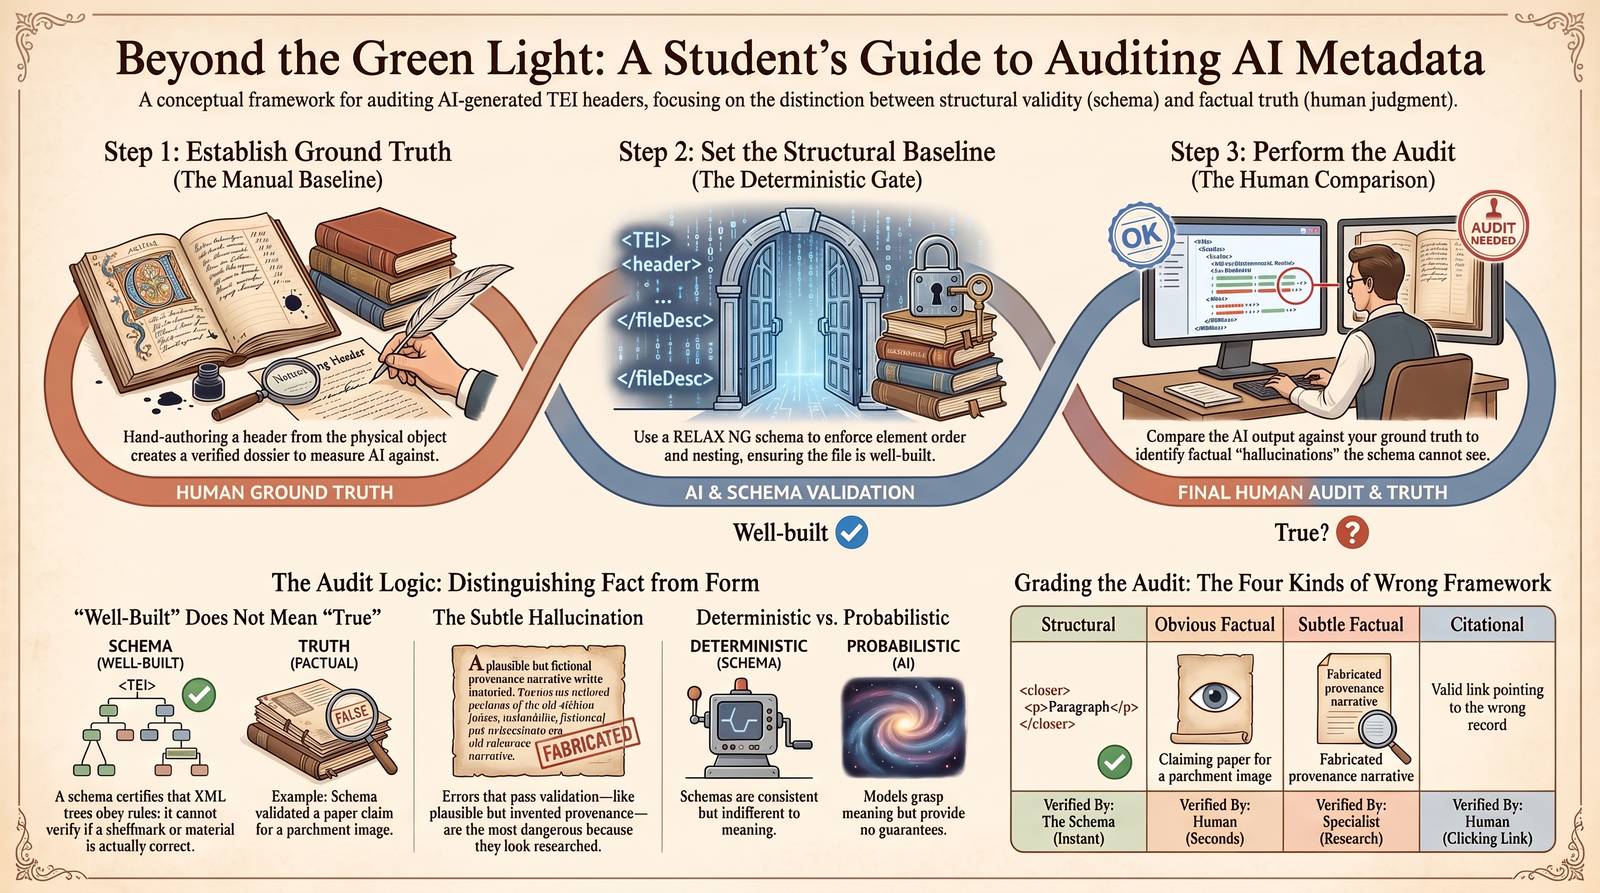 Beyond the Green Light: A Student's Guide to Auditing AI Metadata
A conceptual framework for auditing AI-generated TEI headers, focusing on the distinction between structural validity (schema) and factual truth (human judgment).
Step 1: Establish Ground Truth
(The Manual Baseline)
Hand-authoring a header from the physical object
creates a verified dossier to measure AI against.
HUMAN GROUND TRUTH
Step 2: Set the Structural Baseline
(The Deterministic Gate)
<TEI>
<header>
...
</fileDesc>
</fileDesc>
Use a RELAX NG schema to enforce element order
and nesting, ensuring the file is well-built.
AI & SCHEMA VALIDATION
Well-built
Step 3: Perform the Audit
(The Human Comparison)
OK
AUDIT
NEEDED
Compare the AI output against your ground truth to
identify factual “hallucinations” the schema cannot see.
FINAL HUMAN AUDIT & TRUTH
True? ?
The Audit Logic: Distinguishing Fact from Form
“Well-Built” Does Not Mean “True”
SCHEMA
(WELL-BUILT)
<TEI>
A schema certifies that XML
trees obey rules: it cannot
verify if a sheffmark or material
is actually correct.
TRUTH
(FACTUAL)
FALSE
Example: Schema
validated a paper claim
for a parchment image.
The Subtle Hallucination
A plausible but fictional
provenance narrative writte
inatoried.
of the old
era
old
narrative.
FABRICATED
Errors that pass validation—like
plausible but invented provenance—
are the most dangerous because
they look researched.
Deterministic vs. Probabilistic
DETERMINISTIC
(SCHEMA)
Schemas are consistent
but indifferent to
meaning.
PROBABILISTIC
(AI)
Models grasp
meaning but provide
no guarantees.
Grading the Audit: The Four Kinds of Wrong Framework
Structural
<closer>
<p>Paragraph</p>
</closer>
Verified By:
The Schema
(Instant)
Obvious Factual
Claiming paper for
a parchment image
Verified By:
Human
(Seconds)
Subtle Factual
Fabricated
provenance
narrative
Fabricated
provenance narrative
Verified By:
Specialist
(Research)
Citational
Valid link pointing
to the wrong
record
Verified By:
Human
(Clicking Link)